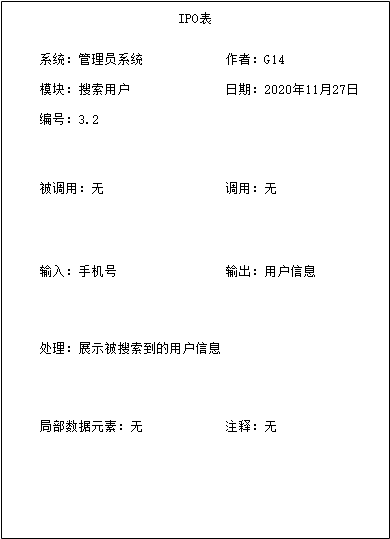 IPO表
系统：管理员系统 作者：G14
模块：搜索用户 日期：2020年11月27日
编号：3.2
被调用：无 调用：无
输入：手机号 输出：用户信息
处理：展示被搜索到的用户信息
局部数据元素：无 注释：无